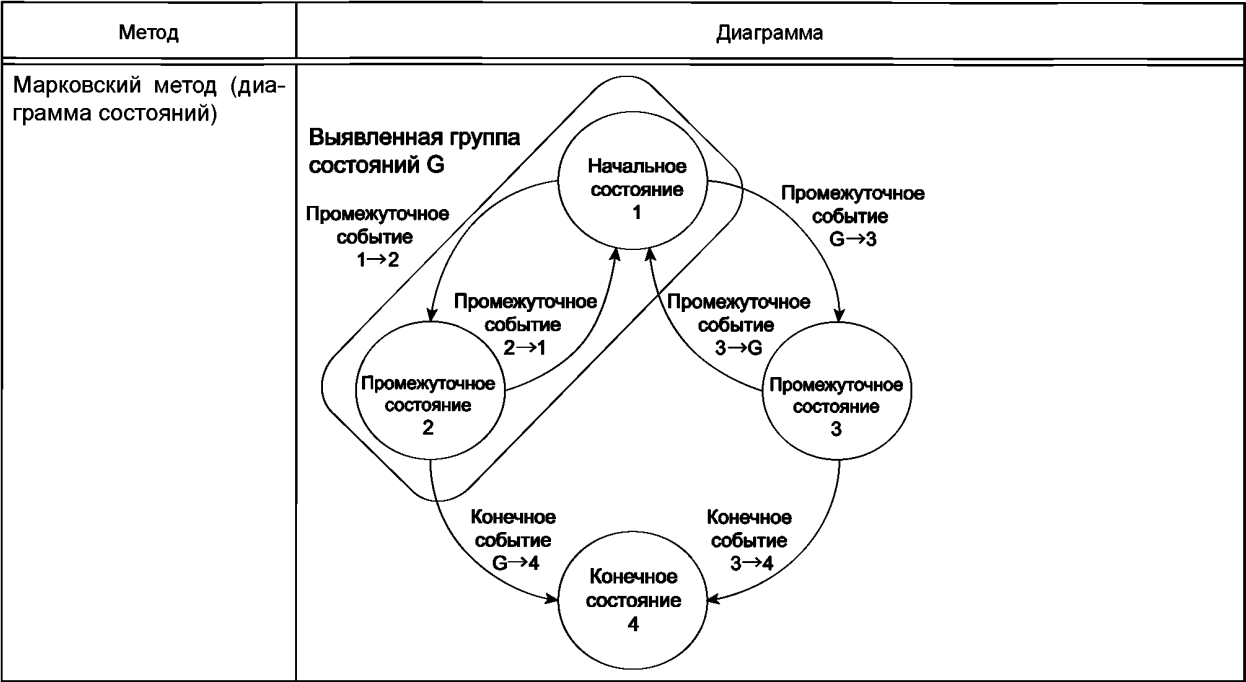 Метод
Диаграмма
Марковский метод (диа-
грамма состояний)
Выявленная группа
состояний G
Начальное
состояние
1
Промежуточное
событие
G→3
Промежуточное
событие
1→2
Промежуточное
событие
2→1
Промежуточное
событие
3→G
Промежуточное
состояние
2
Промежуточное
состояние
3
Конечное
событие
G→4
Конечное
событие
3→4
Конечное
состояние
4